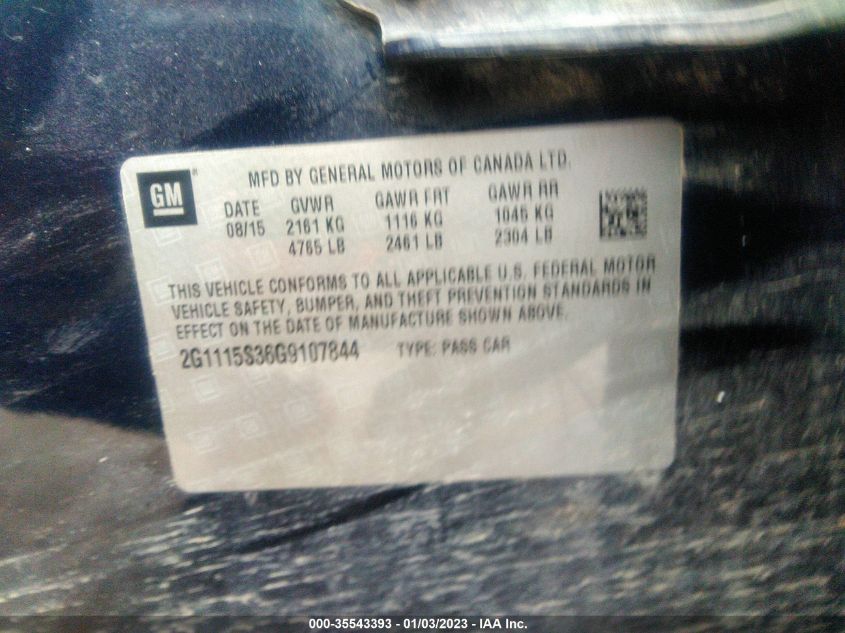 GM®
MFD BY GENERAL MOTORS OF CANADA LTD.
DATE GVWR GAWR FRT GAWR RR
08/15 2161 KG 1116 KG 1045 KG
4765 LB 2461 LB 2304 LB
THIS VEHICLE CONFORMS TO ALL APPLICABLE U.S. FEDERAL MOTOR
VEHICLE SAFETY, BUMPER, AND THEFT PREVENTION STANDARDS IN
EFFECT ON THE DATE OF MANUFACTURE SHOWN ABOVE.
2G1115S36G9107844 TYPE: PASS CAR
000-35543393 - 01/03/2023 - IAA Inc.